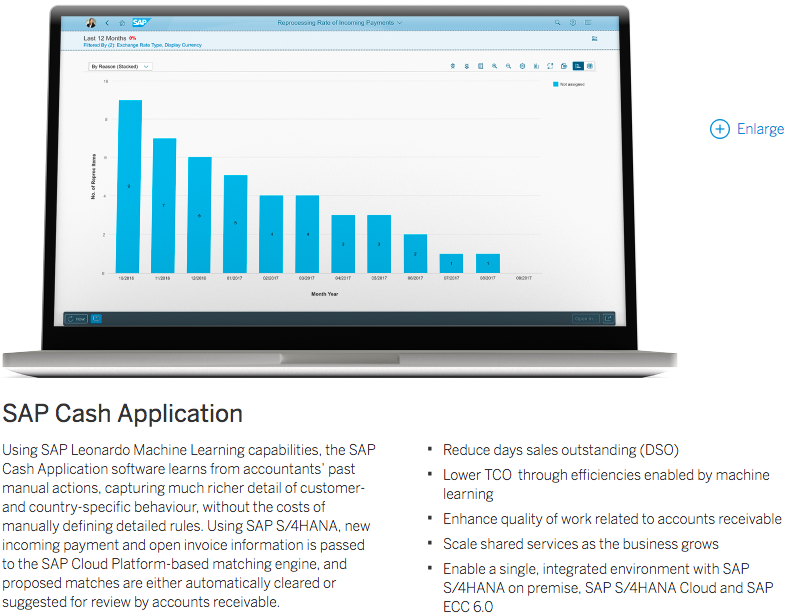 SAP
Reprocessing Rate of Incoming Payments
Last 12 Months 0%
Filtered By (2): Exchange Rate Type, Display Currency
By Reason (Stacked)
Not assigned
10
8
6
4
2
0
No. of Repres Items
9
7
6
5
4
4
3
3
2
1
1
10/2016 11/2016 12/2016 01/2017 02/2017 03/2017 04/2017 05/2017 06/2017 07/2017 08/2017 09/2017
Month Year
Now
Open In...
Enlarge
SAP Cash Application
Using SAP Leonardo Machine Learning capabilities, the SAP
Cash Application software learns from accountants' past
manual actions, capturing much richer detail of customer-
and country-specific behaviour, without the costs of
manually defining detailed rules. Using SAP S/4HANA, new
incoming payment and open invoice information is passed
to the SAP Cloud Platform-based matching engine, and
proposed matches are either automatically cleared or
suggested for review by accounts receivable.
▪ Reduce days sales outstanding (DSO)
▪ Lower TCO through efficiencies enabled by machine
learning
▪ Enhance quality of work related to accounts receivable
▪ Scale shared services as the business grows
▪ Enable a single, integrated environment with SAP
S/4HANA on premise, SAP S/4HANA Cloud and SAP
ECC 6.0